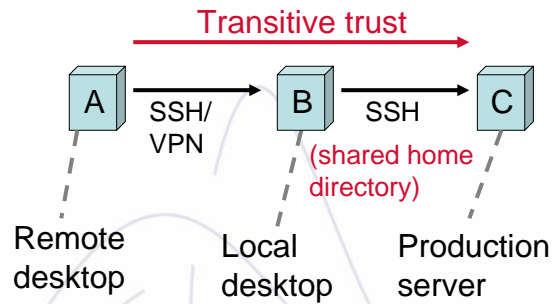 Transitive trust
A
B
C
SSH/
VPN
SSH
(shared home
directory)
Remote
desktop
Local
desktop
Production
server